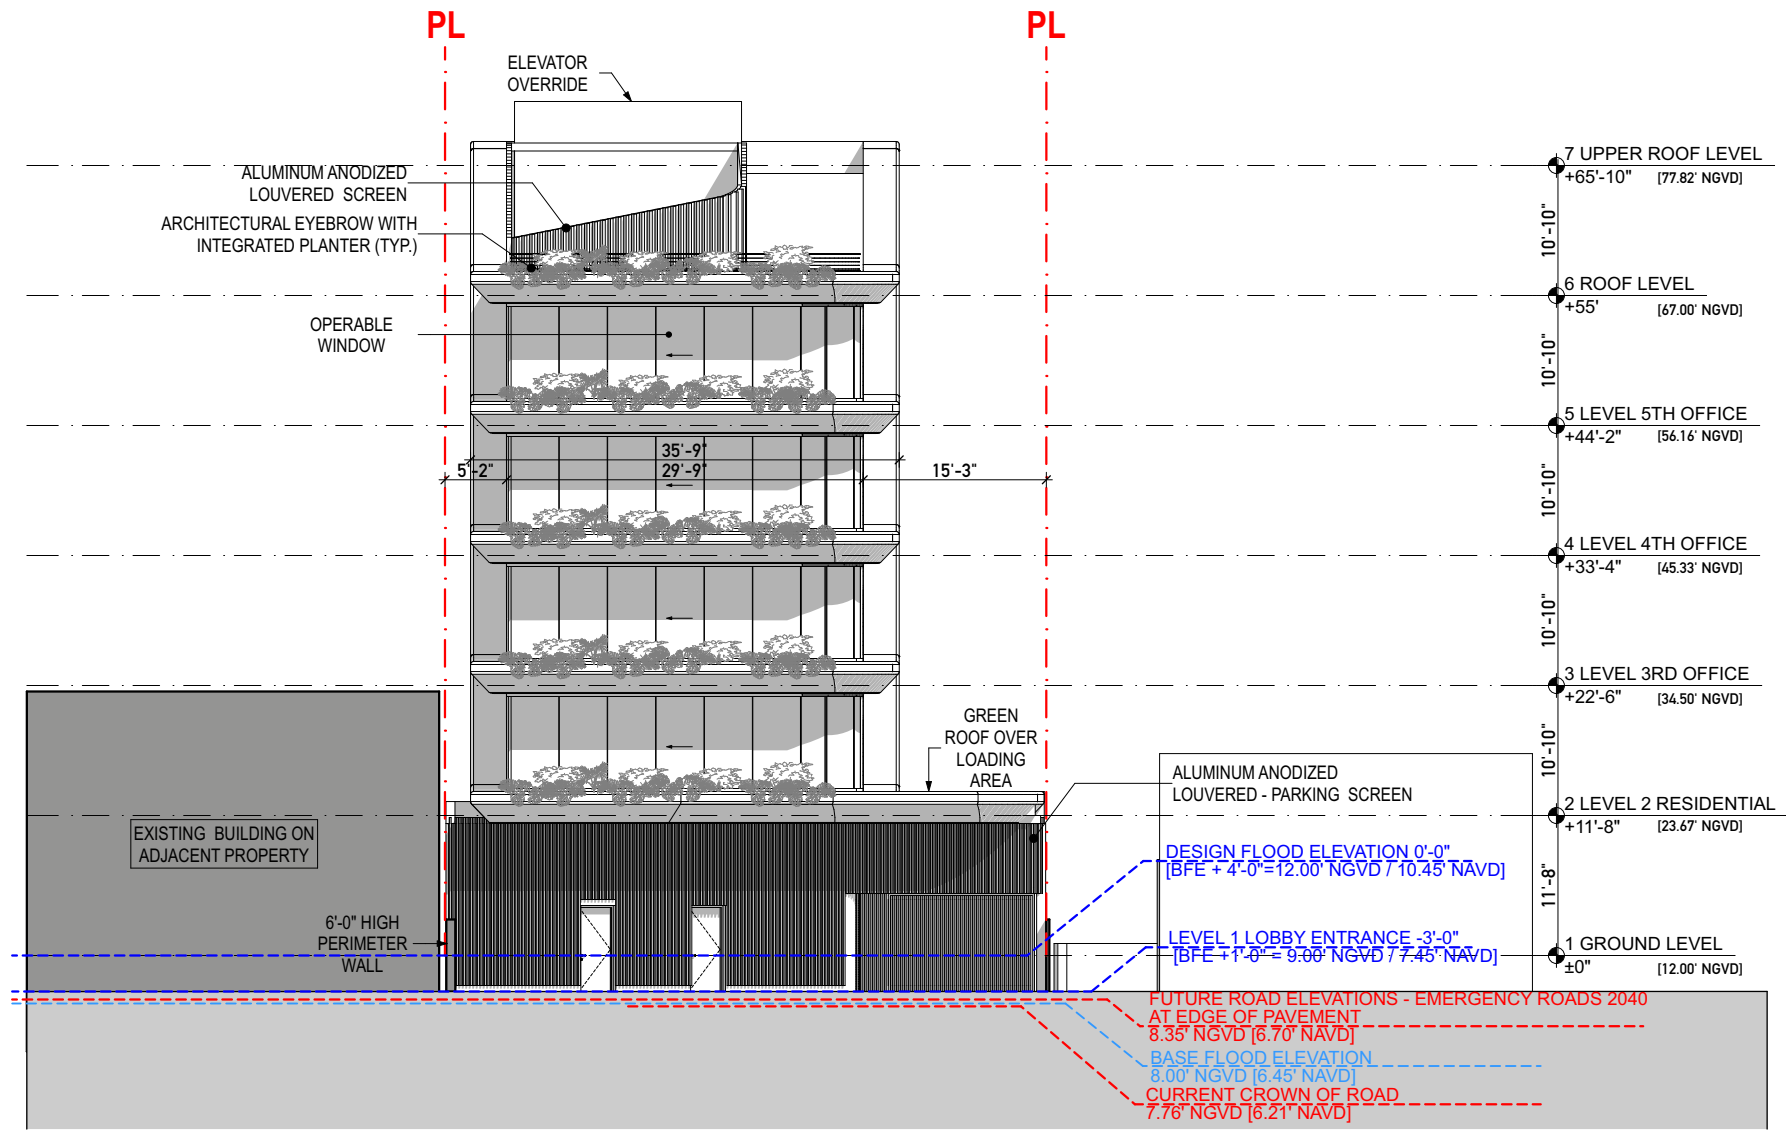 PL
PL
ELEVATOR
OVERRIDE
ALUMINUM ANODIZED
LOUVERED SCREEN
ARCHITECTURAL EYEBROW WITH
INTEGRATED PLANTER (TYP.)
OPERABLE
WINDOW
7 UPPER ROOF LEVEL
+65'-10" [77.82' NGVD]
10'-10"
6 ROOF LEVEL
+55' [67.00' NGVD]
10'-10"
5 LEVEL 5TH OFFICE
+44'-2" [56.16' NGVD]
35'-9"
5'-2" 29'-9" 15'-3"
10'-10"
4 LEVEL 4TH OFFICE
+33'-4" [45.33' NGVD]
10'-10"
3 LEVEL 3RD OFFICE
+22'-6" [34.50' NGVD]
10'-10"
GREEN
ROOF OVER
LOADING
AREA
ALUMINUM ANODIZED
LOUVERED - PARKING SCREEN
2 LEVEL 2 RESIDENTIAL
+11'-8" [23.67' NGVD]
11'-8"
EXISTING BUILDING ON
ADJACENT PROPERTY
DESIGN FLOOD ELEVATION 0'-0"
[BFE + 4'-0"=12.00' NGVD / 10.45' NAVD]
6'-0" HIGH
PERIMETER
WALL
LEVEL 1 LOBBY ENTRANCE -3'-0"
[BFE +1'-0" = 9.00' NGVD / 7.45' NAVD]
1 GROUND LEVEL
±0" [12.00' NGVD]
FUTURE ROAD ELEVATIONS - EMERGENCY ROADS 2040
AT EDGE OF PAVEMENT
8.35' NGVD [6.70' NAVD]
BASE FLOOD ELEVATION
8.00' NGVD [6.45' NAVD]
CURRENT CROWN OF ROAD
7.76' NGVD [6.21' NAVD]